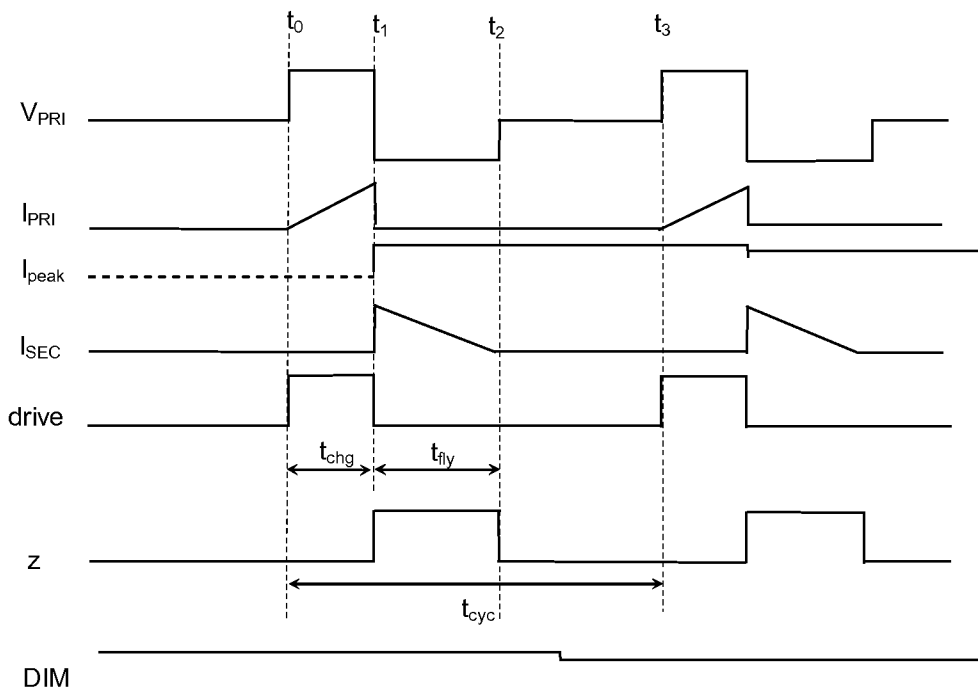 t0 t1 t2 t3
VPRI
IPRI
Ipeak
ISEC
drive
tchg tfly
z
tcyc
DIM